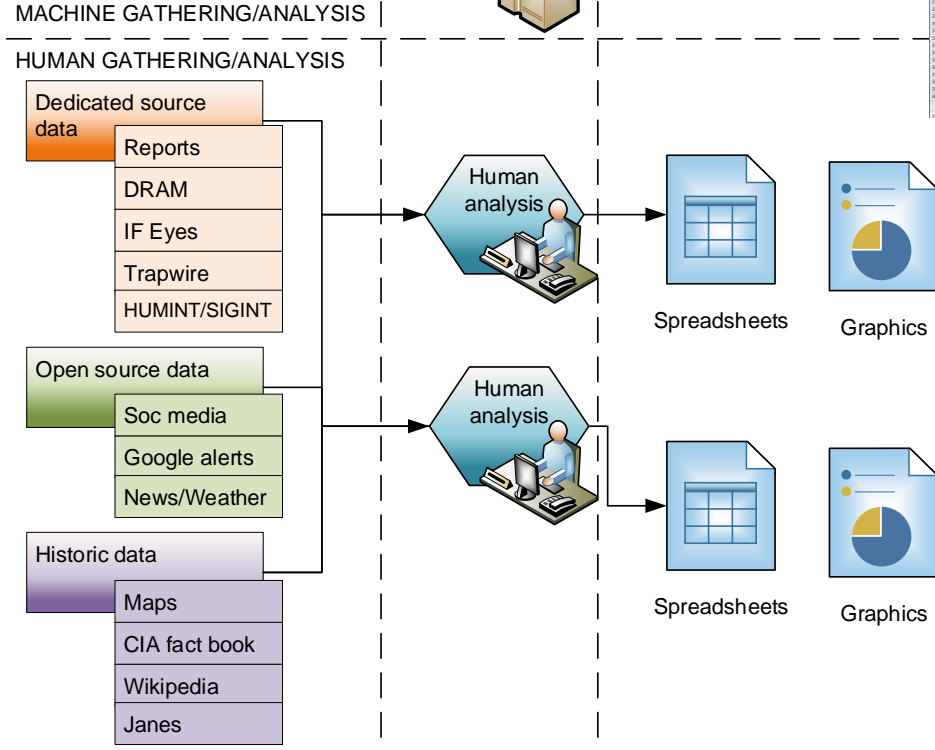 MACHINE GATHERING/ANALYSIS
HUMAN GATHERING/ANALYSIS
Dedicated source
data
Reports
DRAM
IF Eyes
Trapwire
HUMINT/SIGINT
Open source data
Soc media
Google alerts
News/Weather
Historic data
Maps
CIA fact book
Wikipedia
Janes
Human
analysis
Human
analysis
Spreadsheets
Graphics
Spreadsheets
Graphics